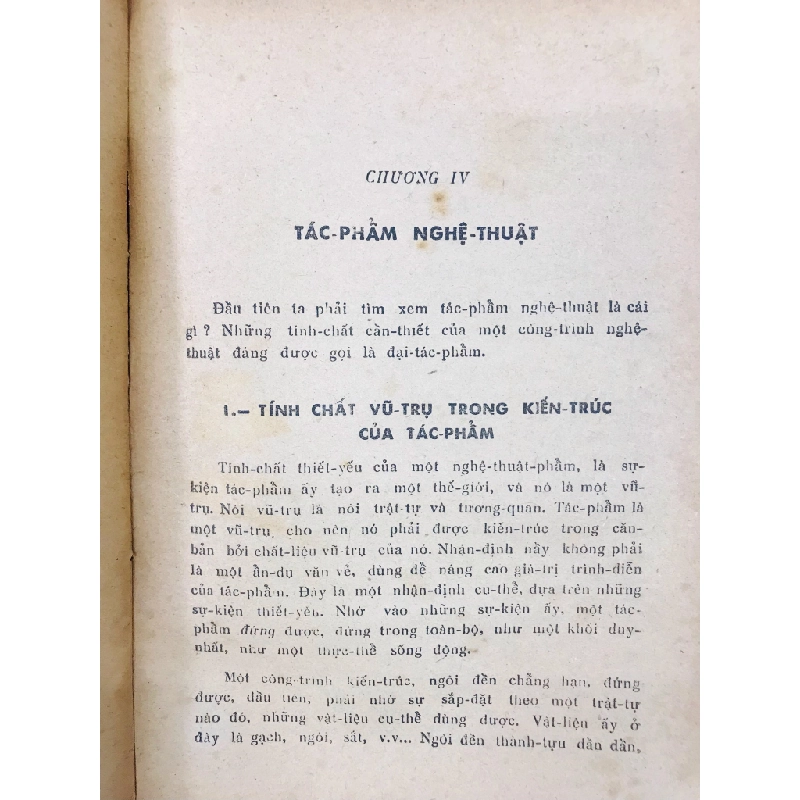 CHƯƠNG IV
TÁC-PHẨM NGHỆ-THUẬT
Đầu tiên ta phải tìm xem tác-phẩm nghệ-thuật là cái
gì ? Những tính-chất cần-thiết của một công-trình nghệ-
thuật đáng được gọi là đại-tác-phẩm.
I.— TÍNH CHẤT VŨ-TRỤ TRONG KIẾN-TRÚC
CỦA TÁC-PHẨM
Tính-chất thiết-yếu của một nghệ-thuật-phẩm, là sự-
kiện tác-phẩm ấy tạo ra một thế-giới, và nó là một vũ-
trụ. Nói vũ-trụ là nói trật-tự và tương-quan. Tác-phẩm là
một vũ-trụ cho nên nó phải được kiến-trúc trong căn-
bản bởi chất-liệu vũ-trụ của nó. Nhận-định nầy không phải
là một ẩn-dụ văn vẻ, dùng để nâng cao giá-trị trình-diễn
của tác-phẩm. Đây là một nhận-định cụ-thể, dựa trên những
sự-kiện thiết-yếu. Nhờ vào những sự-kiện ấy, một tác-
phẩm đứng được, đứng trong toàn-bộ, như một khối duy-
nhất, như một thực-thể sống động.
Một công-trình kiến-trúc, ngôi đền chẳng hạn, đứng
được, đầu tiên, phải nhờ sự sắp-đặt theo một trật-tự
nào đó, những vật-liệu cụ-thể dùng được. Vật-liệu ấy ở
đây là gạch, ngói, sắt, v.v... Ngôi đền thành-tựu dần dần,